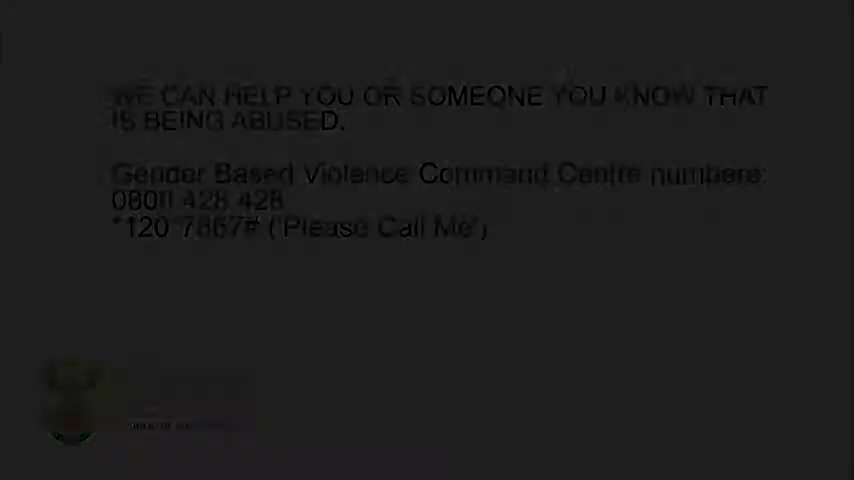 WE CAN HELP YOU OR SOMEONE YOU KNOW THAT
IS BEING ABUSED.
Gender Based Violence Command Centre numbers:
0800 428 428
*120*7867# ('Please Call Me')